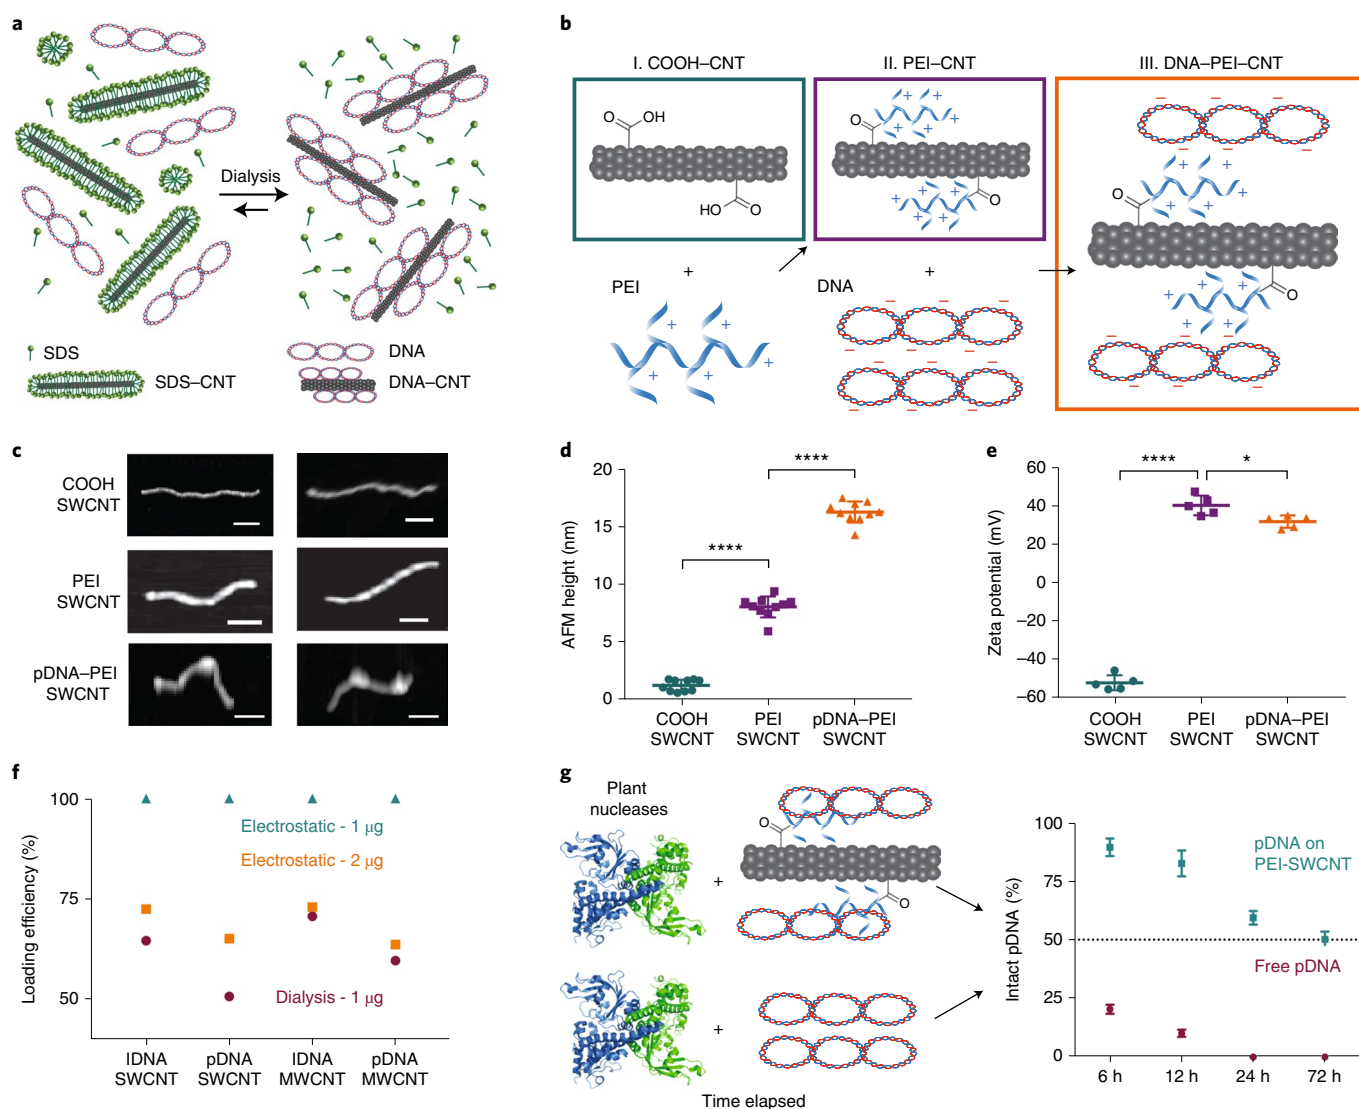 a
Dialysis
SDS
SDS–CNT
DNA
DNA–CNT
b
I. COOH–CNT
II. PEI–CNT
III. DNA–PEI–CNT
O
OH
HO
O
O
O
O
O
+
+
PEI
DNA
c
COOH
SWCNT
PEI
SWCNT
pDNA–PEI
SWCNT
d
AFM height (nm)
20
15
10
5
0
****
****
COOH
SWCNT
PEI
SWCNT
pDNA–PEI
SWCNT
e
Zeta potential (mV)
60
40
20
0
−20
−40
−60
****
*
COOH
SWCNT
PEI
SWCNT
pDNA–PEI
SWCNT
f
Loading efficiency (%)
100
75
50
Electrostatic - 1 μg
Electrostatic - 2 μg
Dialysis - 1 μg
lDNA
SWCNT
pDNA
SWCNT
lDNA
MWCNT
pDNA
MWCNT
g
Plant
nucleases
O
O
+
+
Time elapsed
Intact pDNA (%)
100
75
50
25
0
pDNA on
PEI-SWCNT
Free pDNA
6 h
12 h
24 h
72 h